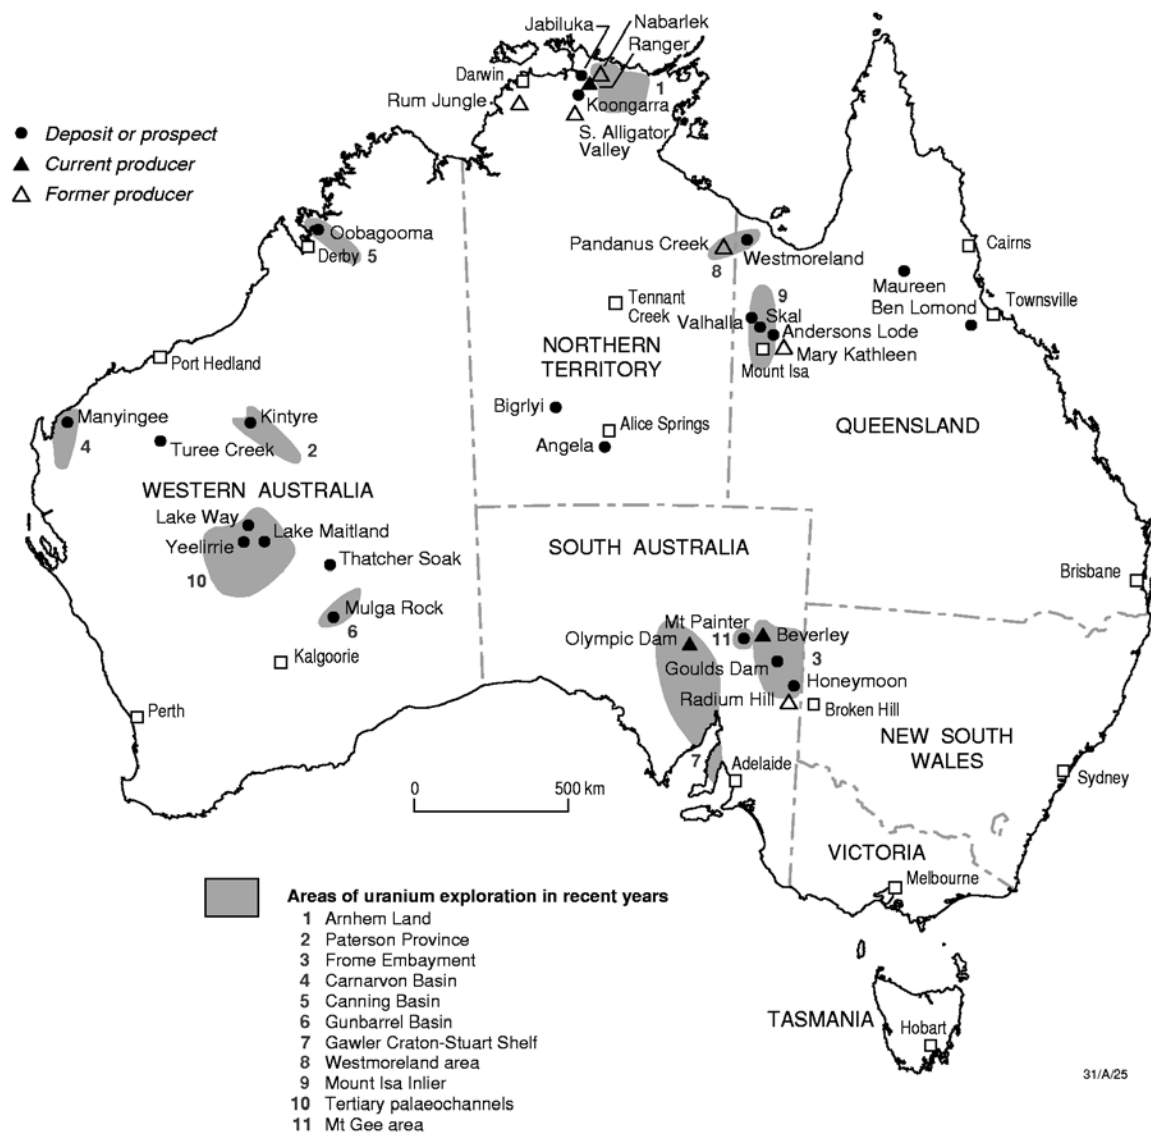 Jabiluka
Nabarlek
Ranger
Darwin
Rum Jungle
1
Koongarra
S. Alligator
Valley
Deposit or prospect
Current producer
Former producer
Oobagooma
Derby
5
Pandanus Creek
Westmoreland
8
Cairns
Maureen
Ben Lomond
Townsville
9
Tennant
Creek
Valhalla
Skal
Andersons Lode
Mary Kathleen
Mount Isa
NORTHERN
TERRITORY
Port Hedland
Manyingee
4
Kintyre
2
Turee Creek
Bigrlyi
Alice Springs
Angela
QUEENSLAND
WESTERN AUSTRALIA
Lake Way
Lake Maitland
Yeelirrie
10
Thatcher Soak
SOUTH AUSTRALIA
Brisbane
Mulga Rock
6
Kalgoorie
Mt Painter
Olympic Dam
11
Beverley
Goulds Dam
3
Honeymoon
Radium Hill
Broken Hill
Perth
NEW SOUTH
WALES
7
Adelaide
Sydney
0
500 km
VICTORIA
Melbourne
Areas of uranium exploration in recent years
1 Arnhem Land
2 Paterson Province
3 Frome Embayment
4 Carnarvon Basin
5 Canning Basin
6 Gunbarrel Basin
7 Gawler Craton-Stuart Shelf
8 Westmoreland area
9 Mount Isa Inlier
10 Tertiary palaeochannels
11 Mt Gee area
TASMANIA
Hobart
31/A/25